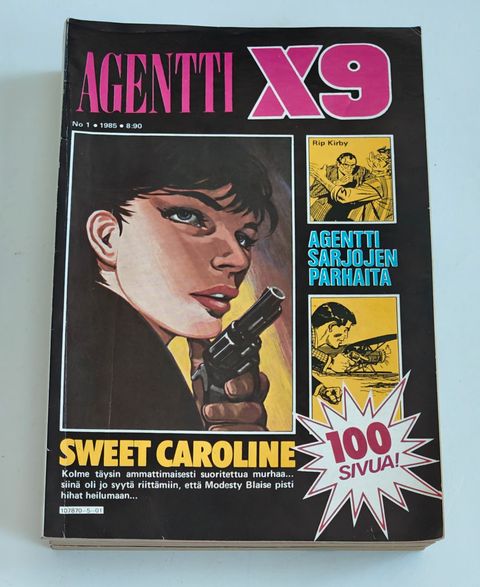 AGENTTI X9
No 1 • 1985 • 8:90
Rip Kirby
AGENTTI
SARJOJEN
PARHAITA
100
SIVUA!
SWEET CAROLINE
Kolme täysin ammattimaisesti suoritettua murhaa...
siinä oli jo syytä riittämiin, että Modesty Blaise pisti
hihat heilumaan...
107870-5-01